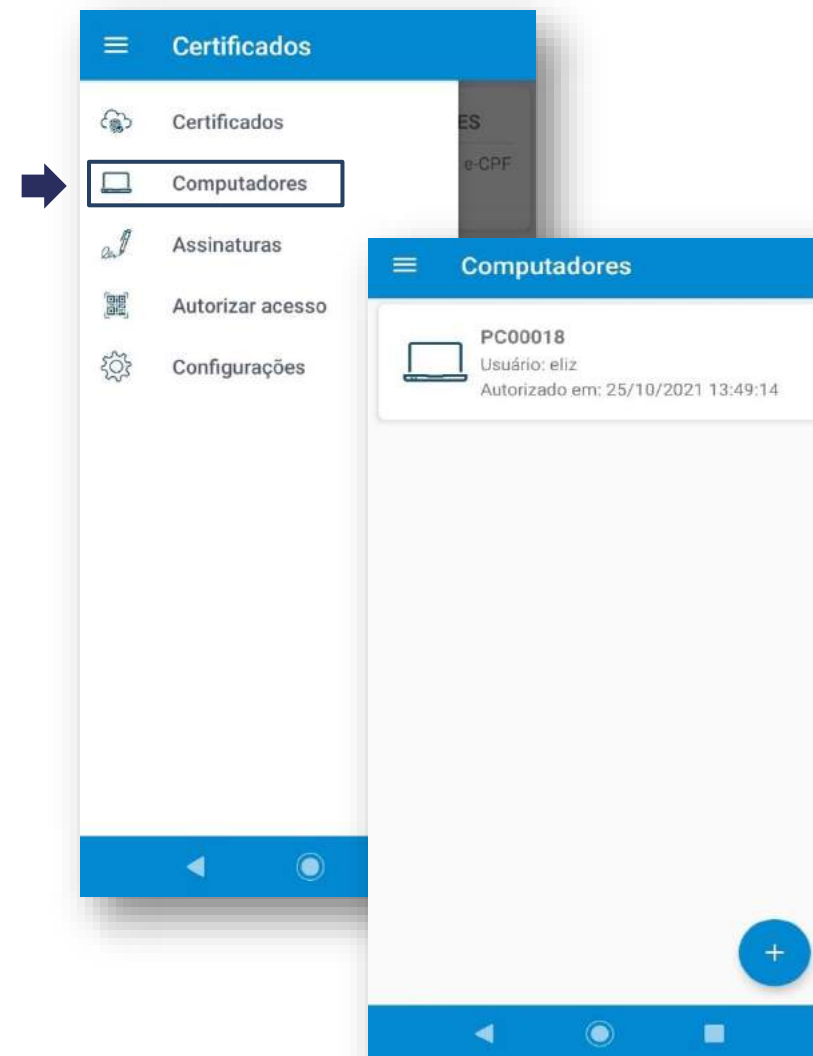 Certificados
Certificados
ES
e-CPF
Computadores
Assinaturas
Autorizar acesso
Configurações
Computadores
PC00018
Usuário: eliz
Autorizado em: 25/10/2021 13:49:14